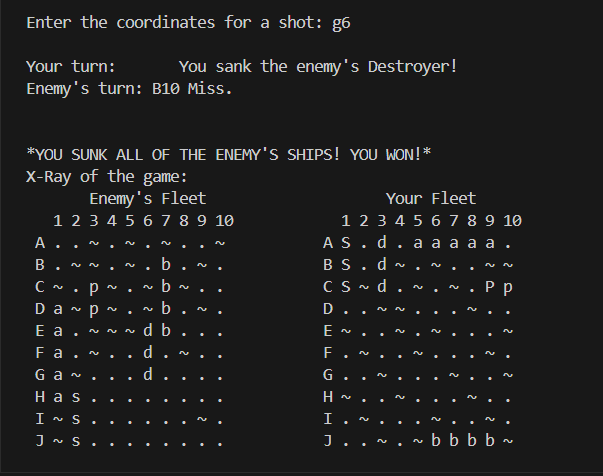 Enter the coordinates for a shot: g6
Your turn: You sank the enemy's Destroyer!
Enemy's turn: B10 Miss.
*YOU SUNK ALL OF THE ENEMY'S SHIPS! YOU WON!*
X-Ray of the game:
Enemy's Fleet Your Fleet
1 2 3 4 5 6 7 8 9 10 1 2 3 4 5 6 7 8 9 10
A . . ~ . ~ . ~ . . ~ A S . d . a a a a a .
B . ~ ~ . ~ . b . ~ . B S . d ~ . ~ . . ~ ~
C ~ . p ~ . ~ b ~ . . C S ~ d . ~ . ~ . P p
D a ~ p ~ . ~ b . ~ . D . . ~ ~ . . . ~ . .
E a . ~ ~ ~ d b . . . E ~ . . ~ . ~ . . . ~
F a . ~ . . d . ~ . . F . ~ . . ~ . . . ~ .
G a ~ . . . d . . . . G . . ~ . . . ~ . . ~
H a s . . . . . . . . H ~ . . ~ . . . ~ . .
I ~ s . . . . . . ~ . I . ~ . . . ~ . . ~ .
J ~ s . . . . . . . . J . . ~ . ~ b b b b ~